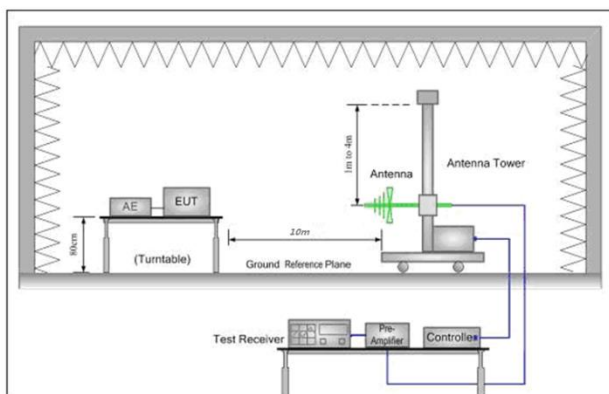 1m to 4m
Antenna
Antenna Tower
AE
EUT
80cm
(Turntable)
10m
Ground Reference Plane
Test Receiver
Pre-
Amplifier
Controller